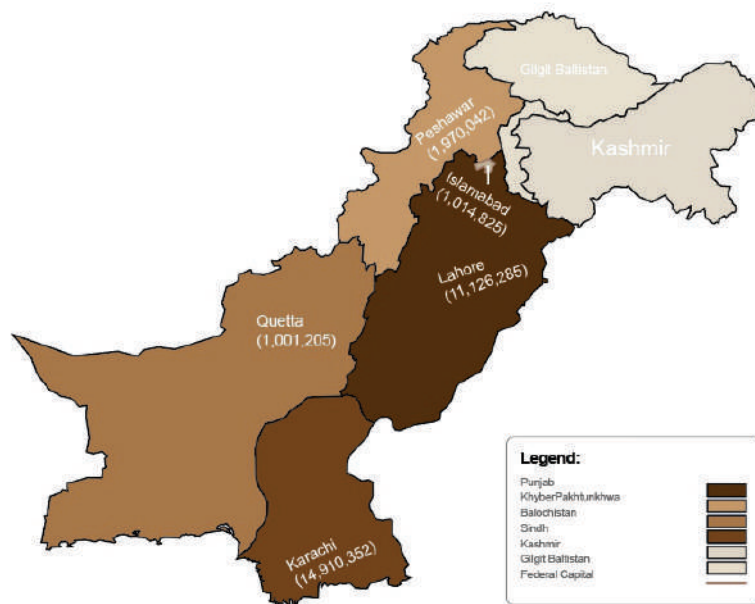 Gilgit Baltistan
Kashmir
Peshawar
(1,970,042)
Islamabad
(1,014,825)
Lahore
(11,126,285)
Quetta
(1,001,205)
Karachi
(14,910,352)
Legend:
Punjab
KhyberPakhtunkhwa
Balochistan
Sindh
Kashmir
Gilgit Baltistan
Federal Capital